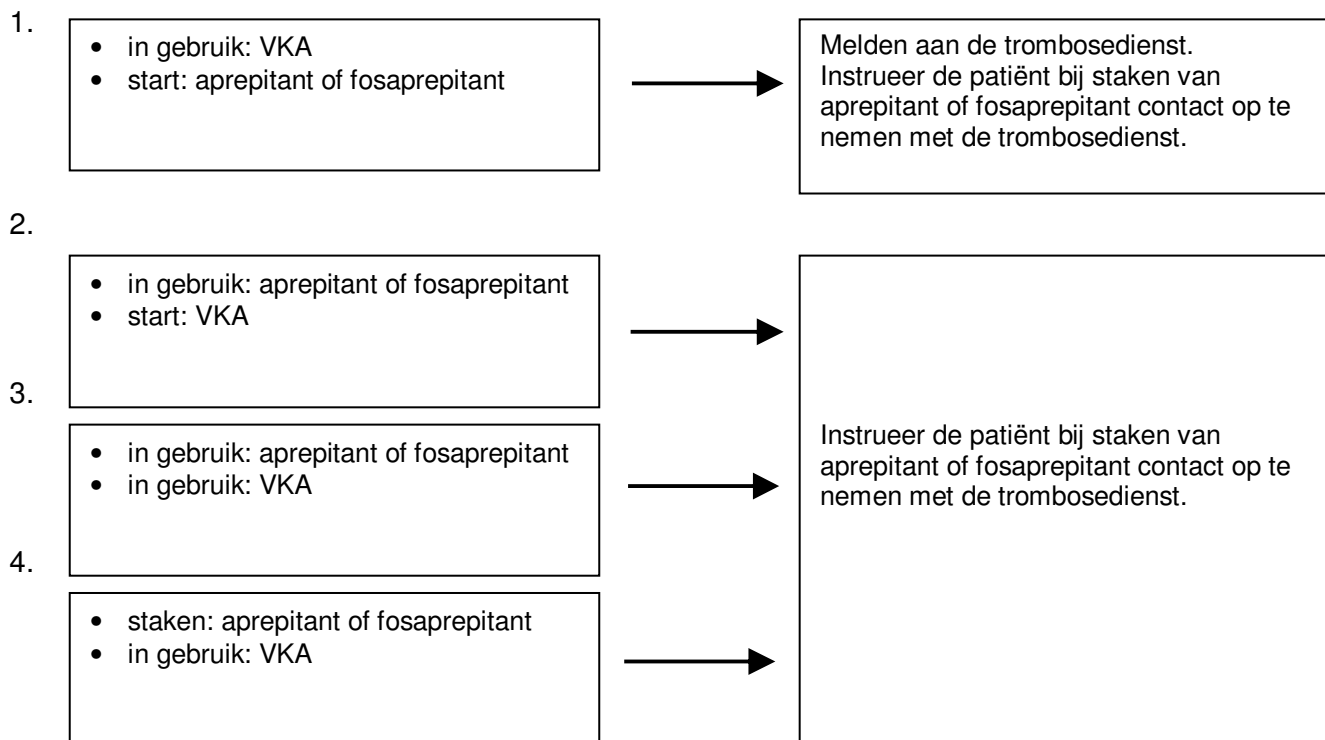 1.
• in gebruik: VKA
• start: aprepitant of fosaprepitant
Melden aan de trombosedienst.
Instrueer de patiënt bij staken van
aprepitant of fosaprepitant contact op te
nemen met de trombosedienst.
2.
• in gebruik: aprepitant of fosaprepitant
• start: VKA
3.
• in gebruik: aprepitant of fosaprepitant
• in gebruik: VKA
Instrueer de patiënt bij staken van
aprepitant of fosaprepitant contact op te
nemen met de trombosedienst.
4.
• staken: aprepitant of fosaprepitant
• in gebruik: VKA